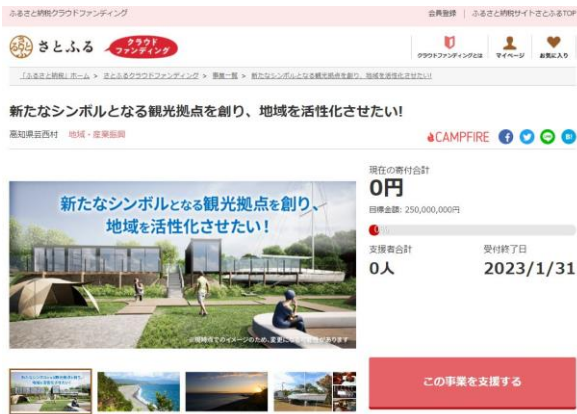 ふるさと納税クラウドファンディング
会員登録 | ふるさと納税サイトさとふるTOP
さとふる クラウドファンディング
クラウドファンディングとは マイページ お気に入り
「ふるさと納税」ホーム > さとふるクラウドファンディング > 事業一覧 > 新たなシンボルとなる観光拠点を創り、地域を活性化させたい!
新たなシンボルとなる観光拠点を創り、地域を活性化させたい!
高知県芸西村 地域・産業振興
CAMPFIRE
現在の寄付合計
0円
目標金額: 250,000,000円
支援者合計 受付終了日
0人 2023/1/31
新たなシンボルとなる観光拠点を創り、
地域を活性化させたい!
※現時点でのイメージのため、変更になる可能性があります
この事業を支援する